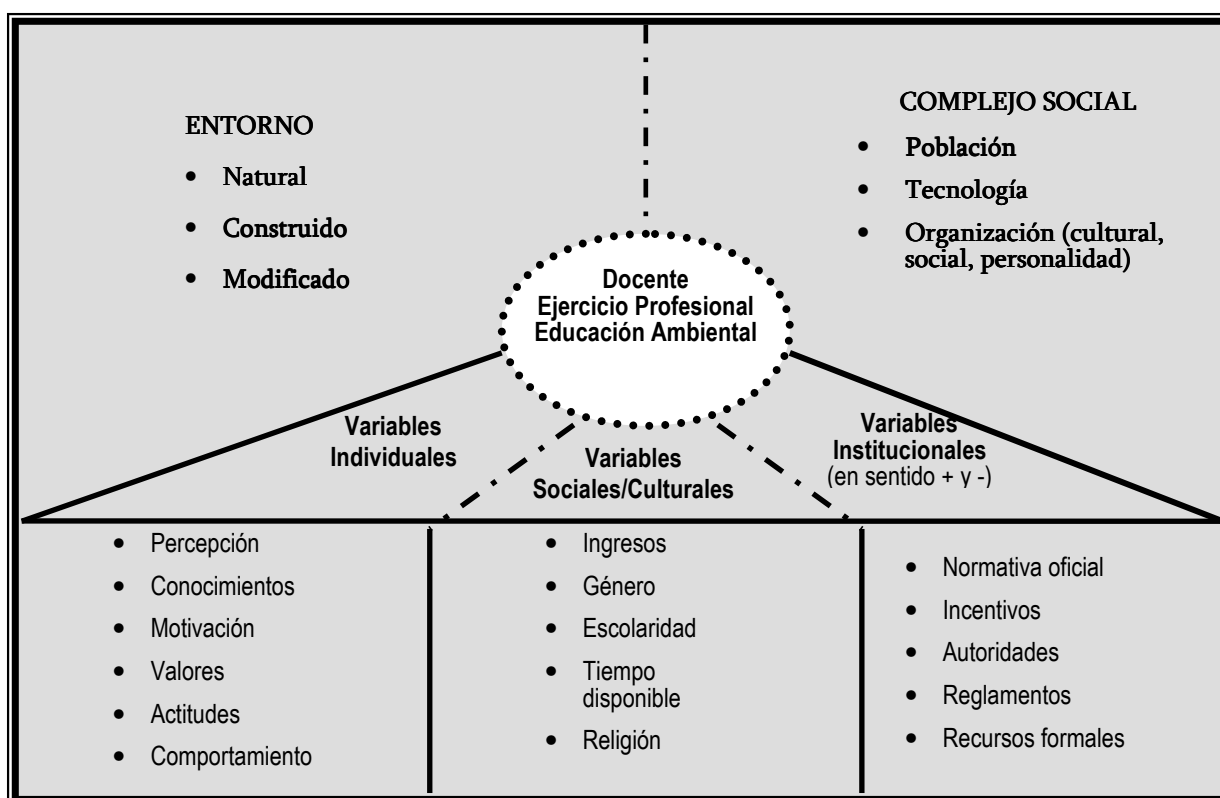 ENTORNO
• Natural
• Construido
• Modificado
COMPLEJO SOCIAL
• Población
• Tecnología
• Organización (cultural,
social, personalidad)
Docente
Ejercicio Profesional
Educación Ambiental
Variables
Individuales
Variables
Sociales/Culturales
Variables
Institucionales
(en sentido + y -)
• Percepción
• Conocimientos
• Motivación
• Valores
• Actitudes
• Comportamiento
• Ingresos
• Género
• Escolaridad
• Tiempo
disponible
• Religión
• Normativa oficial
• Incentivos
• Autoridades
• Reglamentos
• Recursos formales